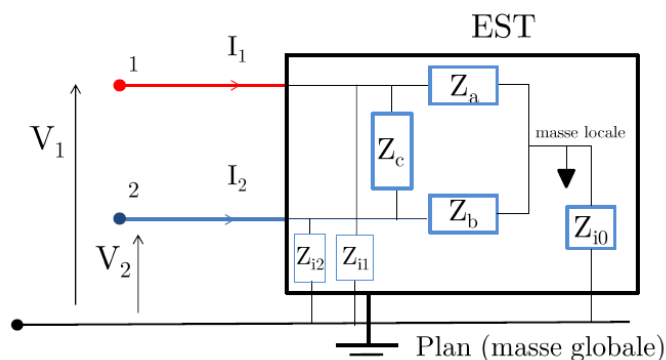 EST
1
I1
Za
V1
masse locale
Zc
2
I2
Zb
Zi0
V2
Zi2
Zi1
Plan (masse globale)